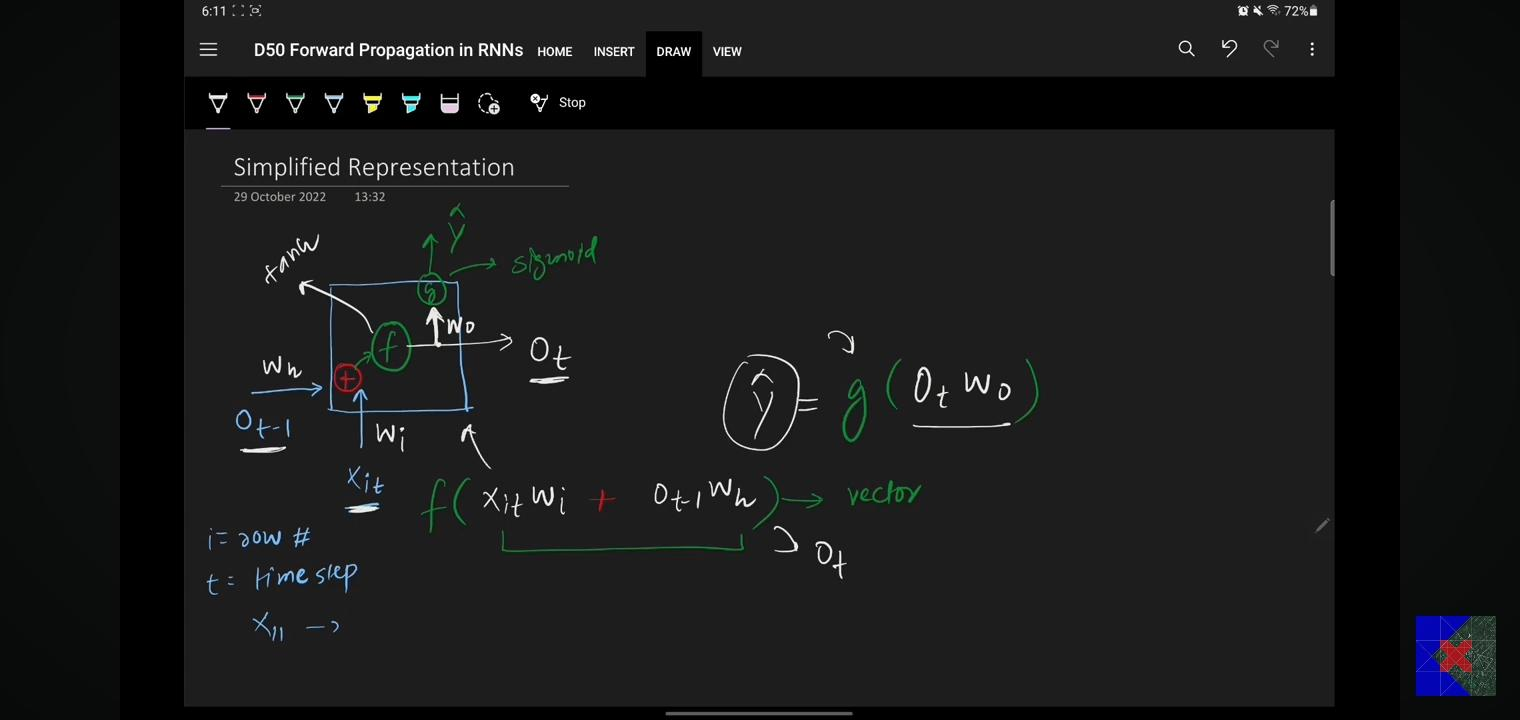 6:11
72%
D50 Forward Propagation in RNNs HOME INSERT DRAW VIEW
Stop
Simplified Representation
29 October 2022 13:32
ŷ
sigmoid
g
Wo
f
Ot
Wh
+
Ot-1
Wi
Xit
ŷ = g (Ot Wo)
f( Xit Wi + Ot-1 Wh ) → vector
Ot
i = row #
t = time step
X11 →